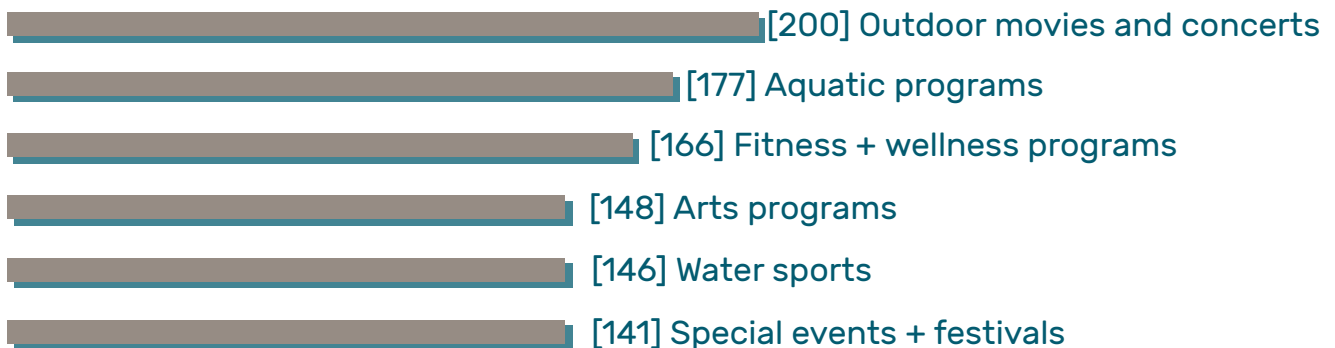 [200] Outdoor movies and concerts
[177] Aquatic programs
[166] Fitness + wellness programs
[148] Arts programs
[146] Water sports
[141] Special events + festivals